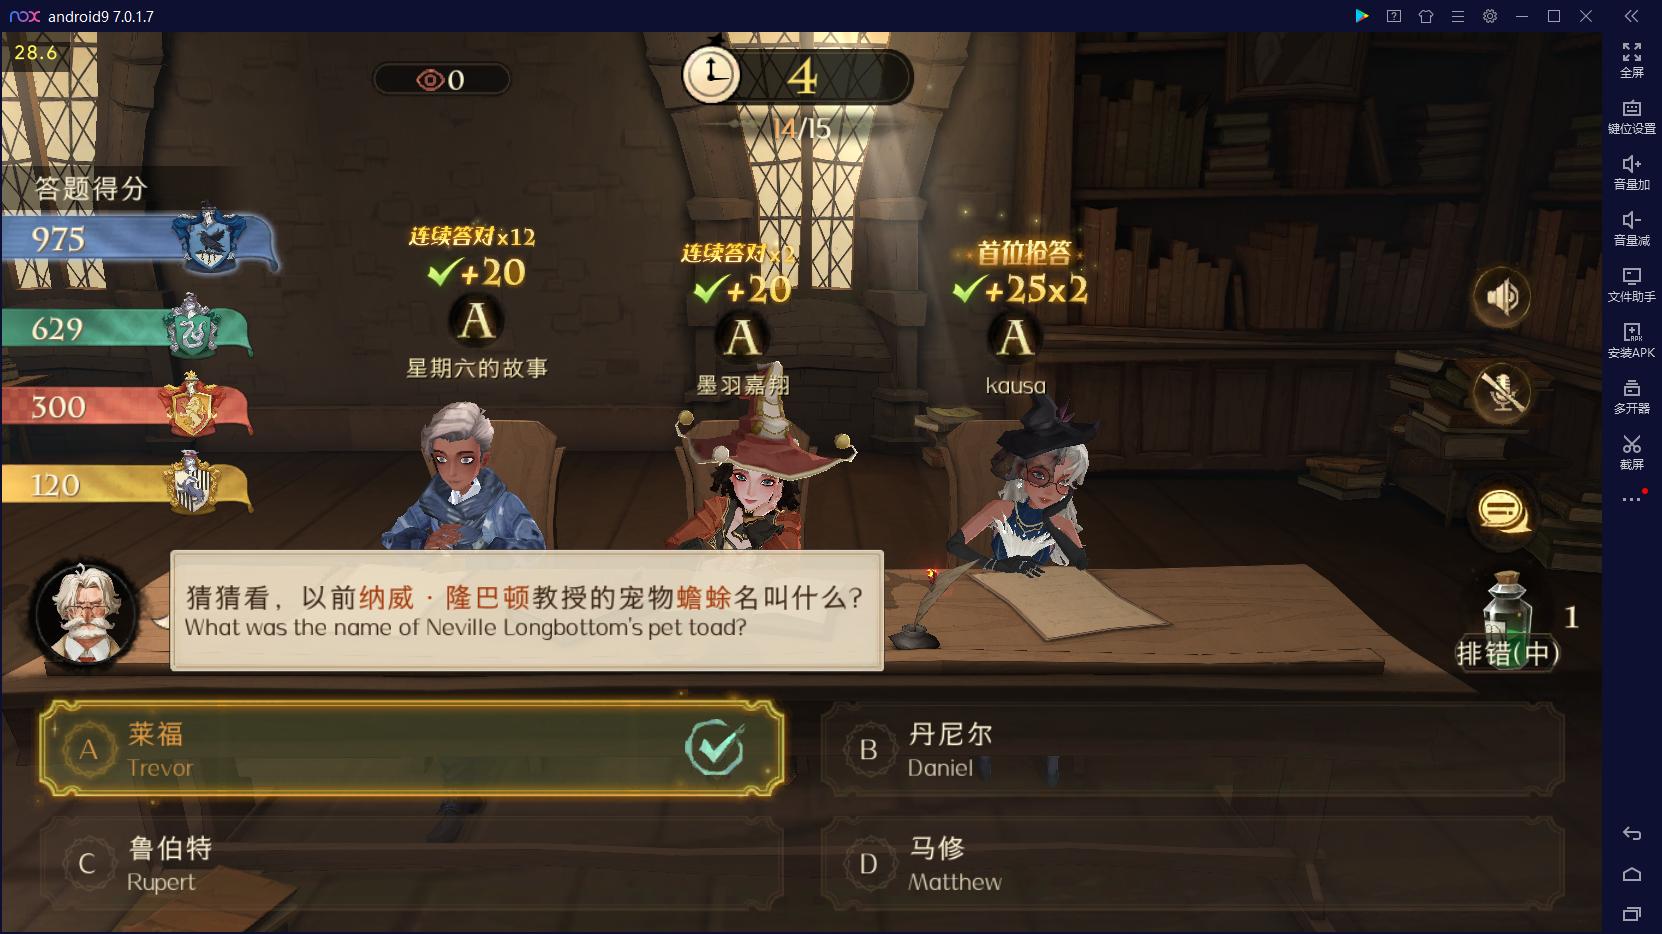 nox android9 7.0.1.7
28.6
0
4
14/15
全屏
键位设置
音量加
音量减
文件助手
安装APK
多开器
截屏
答题得分
975
629
300
120
连续答对x12
+20
A
星期六的故事
连续答对x2
+20
A
墨羽嘉翔
首位抢答
+25x2
A
kausa
猜猜看，以前纳威·隆巴顿教授的宠物蟾蜍名叫什么?
What was the name of Neville Longbottom's pet toad?
1
排错(中)
A
莱福
Trevor
B
丹尼尔
Daniel
C
鲁伯特
Rupert
D
马修
Matthew